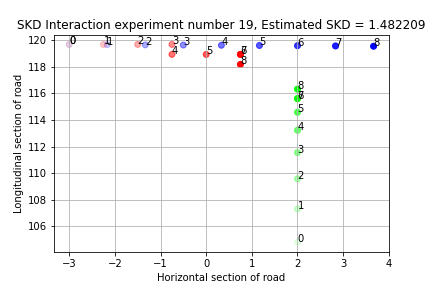 SKD Interaction experiment number 19, Estimated SKD = 1.482209
Longitudinal section of road
120
118
116
114
112
110
108
106
0 0 1 1 2 2 3 3 4 5 6 7 8
4 5 6 8
8
8
7
5
4
3
2
1
0
−3 −2 −1 0 1 2 3 4
Horizontal section of road